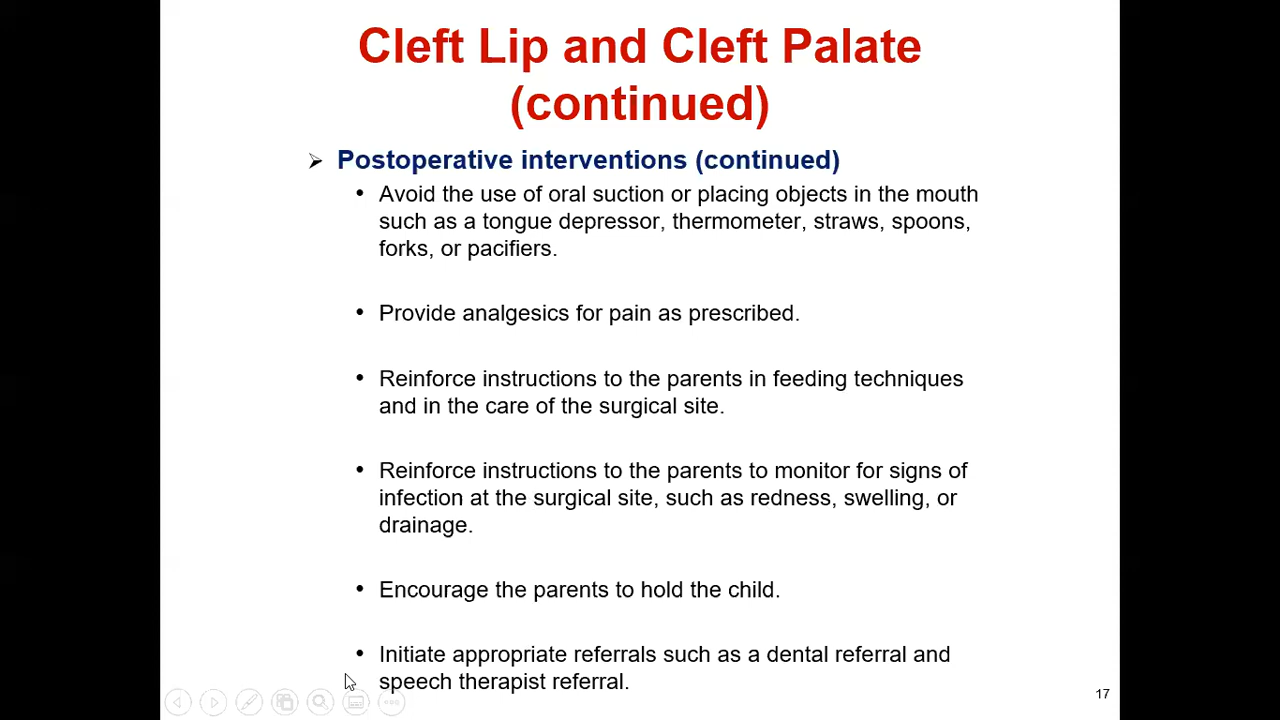 Cleft Lip and Cleft Palate
(continued)
➢ Postoperative interventions (continued)
• Avoid the use of oral suction or placing objects in the mouth
such as a tongue depressor, thermometer, straws, spoons,
forks, or pacifiers.
• Provide analgesics for pain as prescribed.
• Reinforce instructions to the parents in feeding techniques
and in the care of the surgical site.
• Reinforce instructions to the parents to monitor for signs of
infection at the surgical site, such as redness, swelling, or
drainage.
• Encourage the parents to hold the child.
• Initiate appropriate referrals such as a dental referral and
speech therapist referral.
17